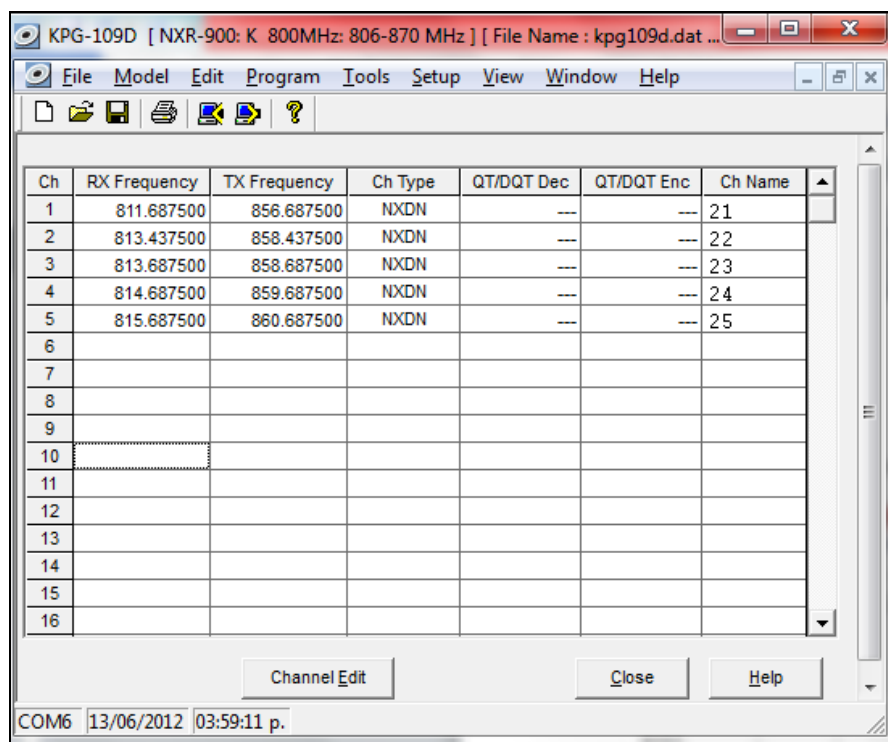 KPG-109D [ NXR-900: K 800MHz: 806-870 MHz ] [ File Name : kpg109d.dat ...
File Model Edit Program Tools Setup View Window Help
Ch RX Frequency TX Frequency Ch Type QT/DQT Dec QT/DQT Enc Ch Name
1 811.687500 856.687500 NXDN --- --- 21
2 813.437500 858.437500 NXDN --- --- 22
3 813.687500 858.687500 NXDN --- --- 23
4 814.687500 859.687500 NXDN --- --- 24
5 815.687500 860.687500 NXDN --- --- 25
6
7
8
9
10
11
12
13
14
15
16
Channel Edit Close Help
COM6 13/06/2012 03:59:11 p.